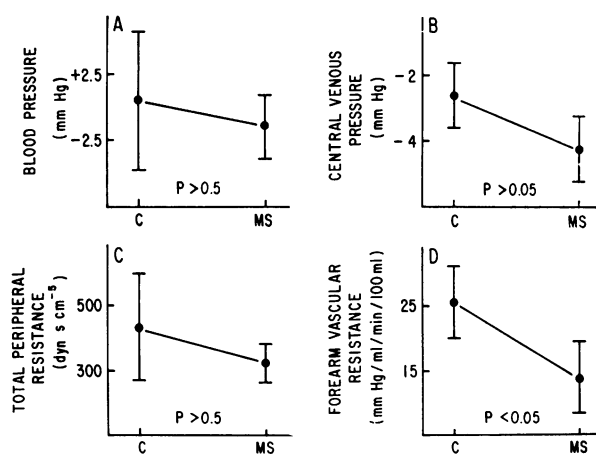 A
BLOOD PRESSURE
(mm Hg)
+2.5
-2.5
P > 0.5
C
MS
B
CENTRAL VENOUS
PRESSURE
(mm Hg)
-2
-4
P > 0.05
C
MS
C
TOTAL PERIPHERAL
RESISTANCE
(dyn s cm⁻⁵)
500
300
P > 0.5
C
MS
D
FOREARM VASCULAR
RESISTANCE
(mm Hg/ml/min/100 ml)
25
15
P < 0.05
C
MS